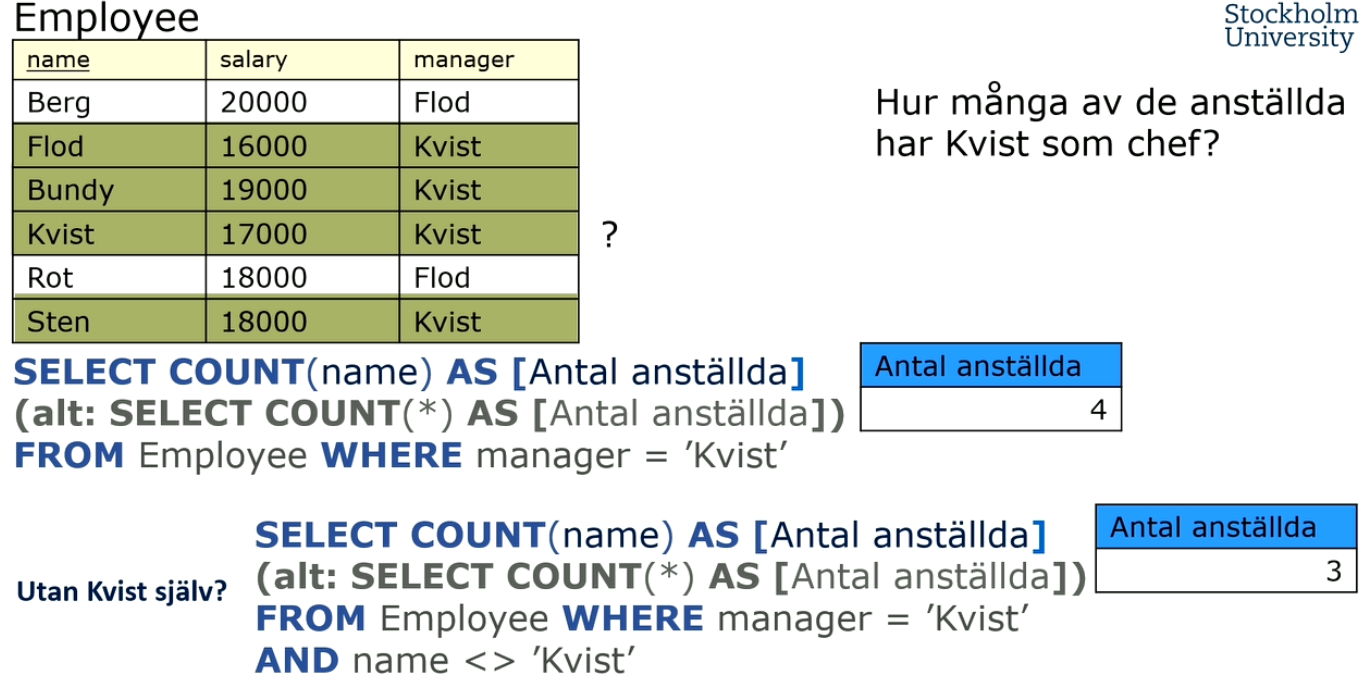 Employee
Stockholm
University
name salary manager
Berg 20000 Flod
Flod 16000 Kvist
Bundy 19000 Kvist
Kvist 17000 Kvist ?
Rot 18000 Flod
Sten 18000 Kvist
Hur många av de anställda
har Kvist som chef?
SELECT COUNT(name) AS [Antal anställda]
(alt: SELECT COUNT(*) AS [Antal anställda])
FROM Employee WHERE manager = ’Kvist’
Antal anställda
4
Utan Kvist själv?
SELECT COUNT(name) AS [Antal anställda]
(alt: SELECT COUNT(*) AS [Antal anställda])
FROM Employee WHERE manager = ’Kvist’
AND name <> ’Kvist’
Antal anställda
3